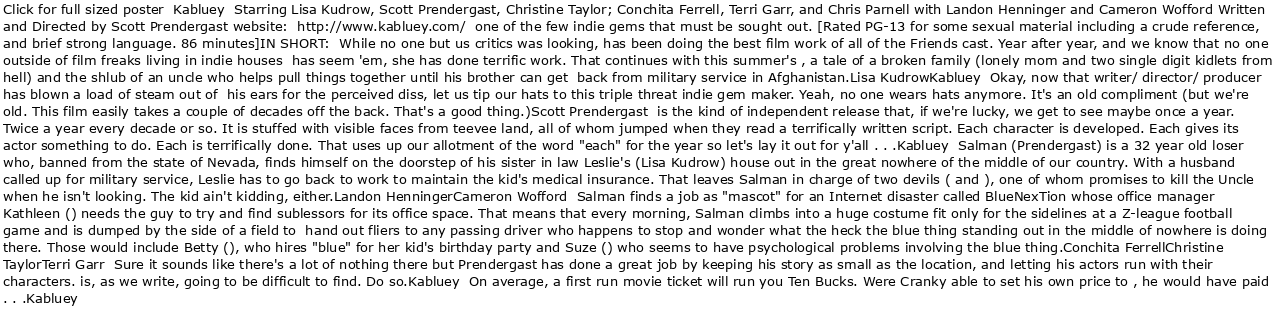 Click for full sized poster  Kabluey   Starring Lisa Kudrow, Scott Prendergast, Christine Taylor; Conchita Ferrell, Terri Garr, and Chris Parnell with Landon Henninger and Cameron Wofford Written
and Directed by Scott Prendergast website:  http://www.kabluey.com/  one of the few indie gems that must be sought out. [Rated PG-13 for some sexual material including a crude reference,
and brief strong language. 86 minutes]IN SHORT:  While no one but us critics was looking, has been doing the best film work of all of the Friends cast. Year after year, and we know that no one
outside of film freaks living in indie houses  has seem 'em, she has done terrific work. That continues with this summer's , a tale of a broken family (lonely mom and two single digit kidlets from
hell) and the shlub of an uncle who helps pull things together until his brother can get  back from military service in Afghanistan.Lisa KudrowKabluey  Okay, now that writer/ director/ producer
has blown a load of steam out of  his ears for the perceived diss, let us tip our hats to this triple threat indie gem maker. Yeah, no one wears hats anymore. It's an old compliment (but we're
old. This film easily takes a couple of decades off the back. That's a good thing.)Scott Prendergast  is the kind of independent release that, if we're lucky, we get to see maybe once a year.
Twice a year every decade or so. It is stuffed with visible faces from teevee land, all of whom jumped when they read a terrifically written script. Each character is developed. Each gives its
actor something to do. Each is terrifically done. That uses up our allotment of the word "each" for the year so let's lay it out for y'all . . .Kabluey  Salman (Prendergast) is a 32 year old loser
who, banned from the state of Nevada, finds himself on the doorstep of his sister in law Leslie's (Lisa Kudrow) house out in the great nowhere of the middle of our country. With a husband
called up for military service, Leslie has to go back to work to maintain the kid's medical insurance. That leaves Salman in charge of two devils ( and ), one of whom promises to kill the Uncle
when he isn't looking. The kid ain't kidding, either.Landon HenningerCameron Wofford  Salman finds a job as "mascot" for an Internet disaster called BlueNexTion whose office manager
Kathleen () needs the guy to try and find sublessors for its office space. That means that every morning, Salman climbs into a huge costume fit only for the sidelines at a Z-league football
game and is dumped by the side of a field to  hand out fliers to any passing driver who happens to stop and wonder what the heck the blue thing standing out in the middle of nowhere is doing
there. Those would include Betty (), who hires "blue" for her kid's birthday party and Suze () who seems to have psychological problems involving the blue thing.Conchita FerrellChristine
TaylorTerri Garr  Sure it sounds like there's a lot of nothing there but Prendergast has done a great job by keeping his story as small as the location, and letting his actors run with their
characters. is, as we write, going to be difficult to find. Do so.Kabluey  On average, a first run movie ticket will run you Ten Bucks. Were Cranky able to set his own price to , he would have paid
. . .Kabluey